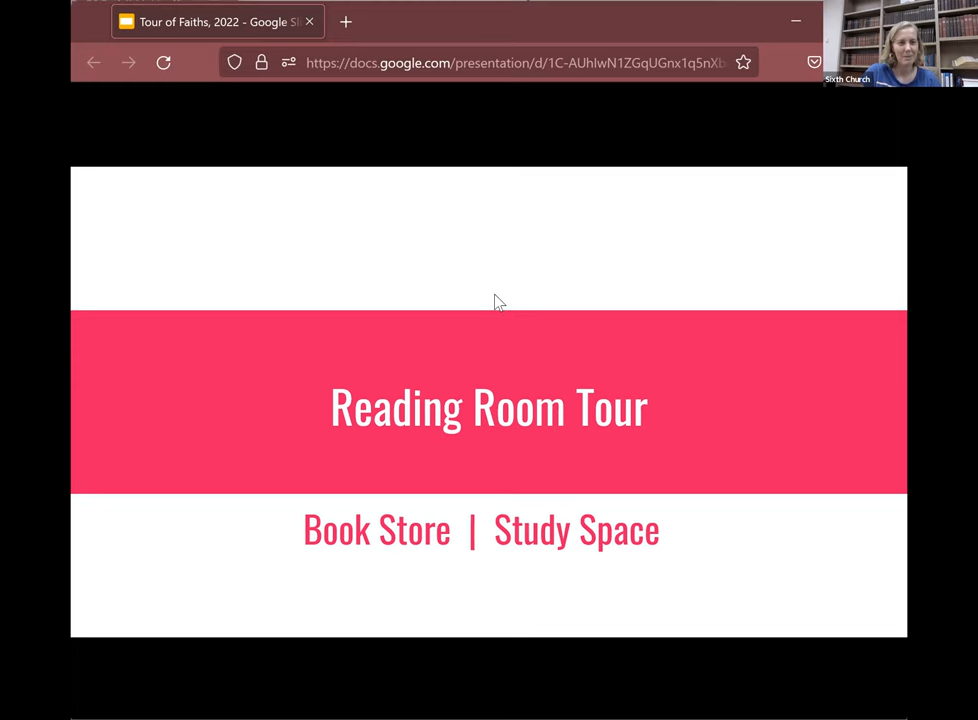 Tour of Faiths, 2022 - Google Sli
https://docs.google.com/presentation/d/1C-AUhIwN1ZGqUGnx1q5nXb
Sixth Church
Reading Room Tour
Book Store | Study Space